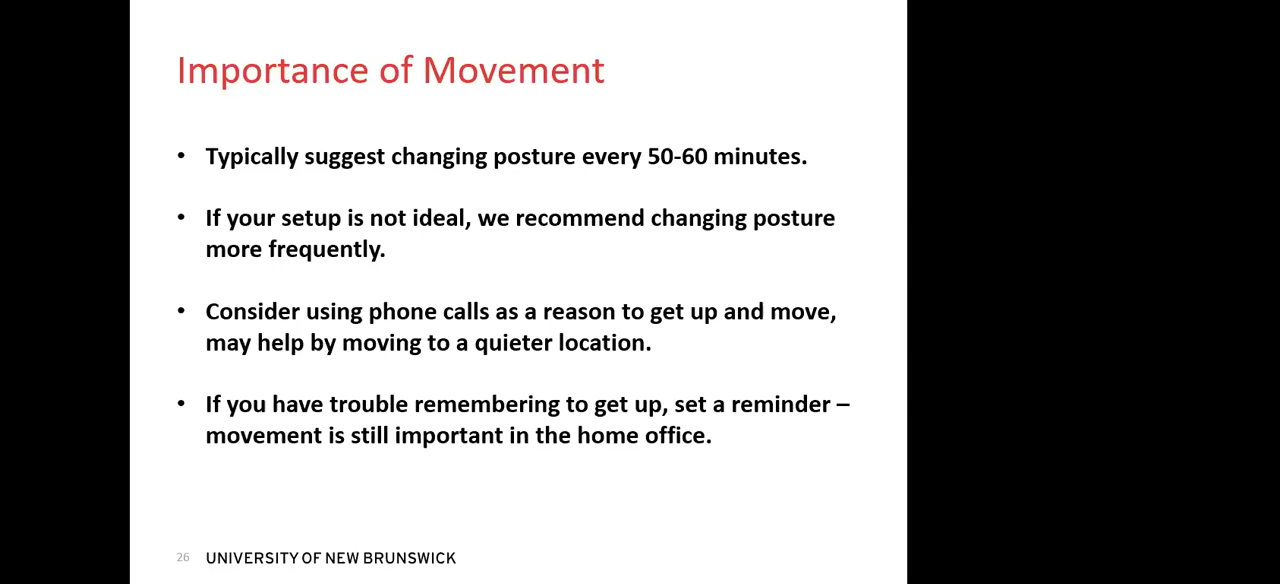 Importance of Movement
• Typically suggest changing posture every 50-60 minutes.
• If your setup is not ideal, we recommend changing posture
more frequently.
• Consider using phone calls as a reason to get up and move,
may help by moving to a quieter location.
• If you have trouble remembering to get up, set a reminder –
movement is still important in the home office.
26 UNIVERSITY OF NEW BRUNSWICK